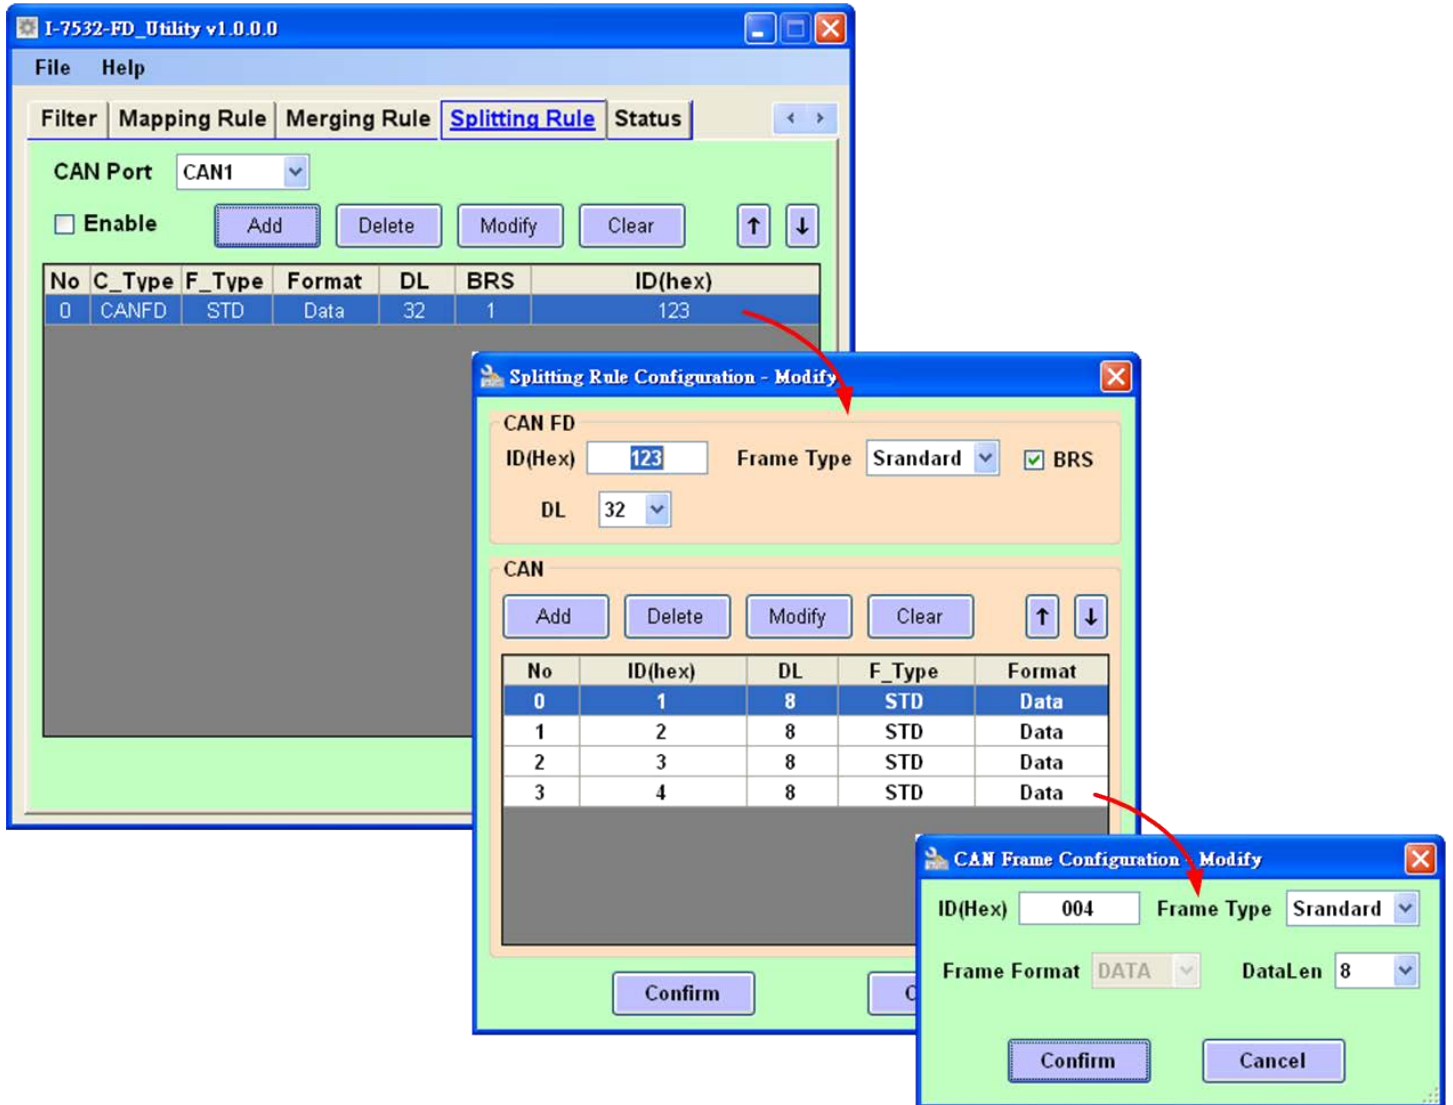 I-7532-FD_Utility v1.0.0.0
File Help
Filter Mapping Rule Merging Rule Splitting Rule Status
CAN Port CAN1
Enable Add Delete Modify Clear ↑ ↓
No C_Type F_Type Format DL BRS ID(hex)
0 CANFD STD Data 32 1 123
Splitting Rule Configuration - Modify
CAN FD
ID(Hex) 123 Frame Type Srandard BRS
DL 32
CAN
Add Delete Modify Clear ↑ ↓
No ID(hex) DL F_Type Format
0 1 8 STD Data
1 2 8 STD Data
2 3 8 STD Data
3 4 8 STD Data
Confirm
CAN Frame Configuration - Modify
ID(Hex) 004 Frame Type Srandard
Frame Format DATA DataLen 8
Confirm Cancel